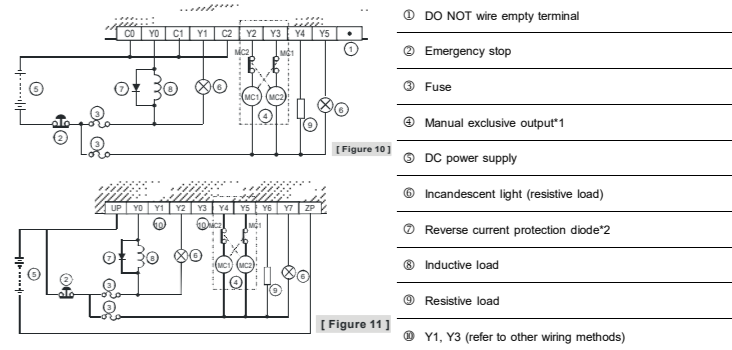 C0 Y0 C1 Y1 C2 Y2 Y3 Y4 Y5 •
MC2 MC1
①
⑤ ⑦ ⑧ ⑥ MC1 MC2 ⑥
③ ④ ⑨
②
③
[ Figure 10 ]
UP Y0 Y1 Y2 Y3 Y4 Y5 Y6 Y7 ZP
⑩ ⑩ MC2 MC1
⑤ ⑦ ⑧ ⑥ MC1 MC2 ⑥
② ③ ④ ⑨
③
[ Figure 11 ]
① DO NOT wire empty terminal
② Emergency stop
③ Fuse
④ Manual exclusive output*1
⑤ DC power supply
⑥ Incandescent light (resistive load)
⑦ Reverse current protection diode*2
⑧ Inductive load
⑨ Resistive load
⑩ Y1, Y3 (refer to other wiring methods)